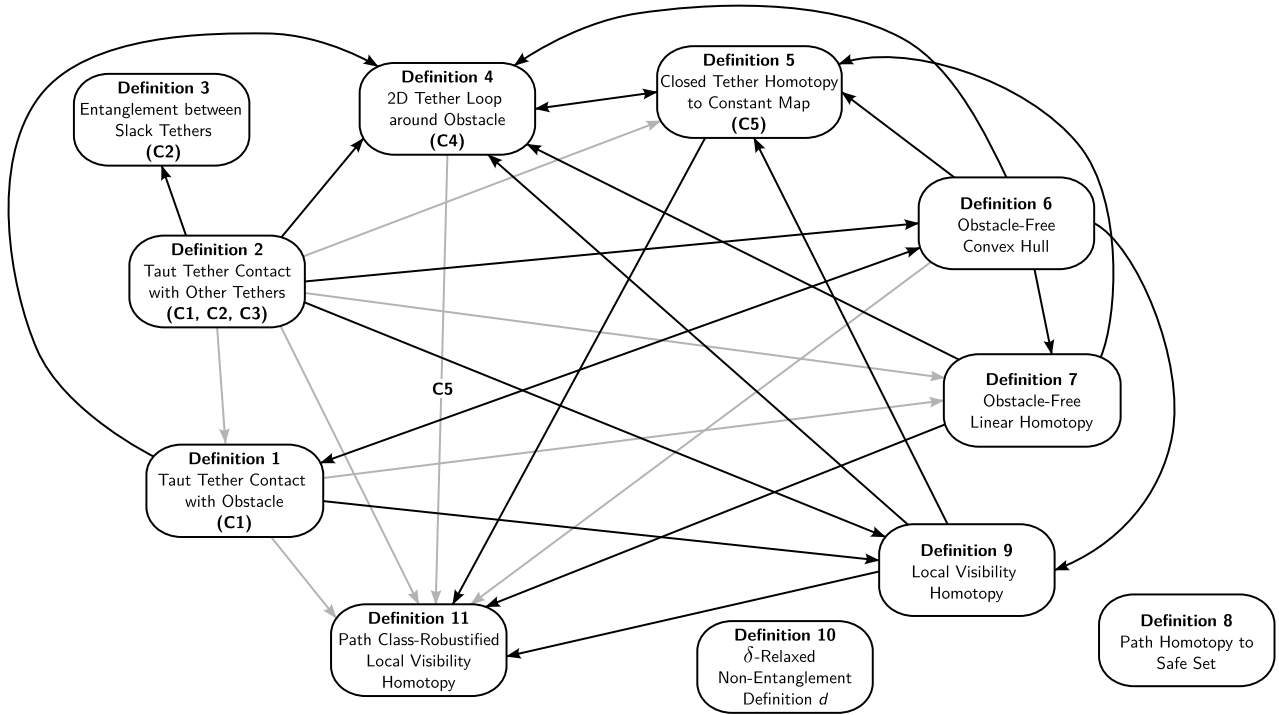 Definition 3
Entanglement between
Slack Tethers
(C2)
Definition 4
2D Tether Loop
around Obstacle
(C4)
Definition 5
Closed Tether Homotopy
to Constant Map
(C5)
Definition 6
Obstacle-Free
Convex Hull
Definition 2
Taut Tether Contact
with Other Tethers
(C1, C2, C3)
C5
Definition 7
Obstacle-Free
Linear Homotopy
Definition 1
Taut Tether Contact
with Obstacle
(C1)
Definition 9
Local Visibility
Homotopy
Definition 11
Path Class-Robustified
Local Visibility
Homotopy
Definition 10
δ-Relaxed
Non-Entanglement
Definition d
Definition 8
Path Homotopy to
Safe Set